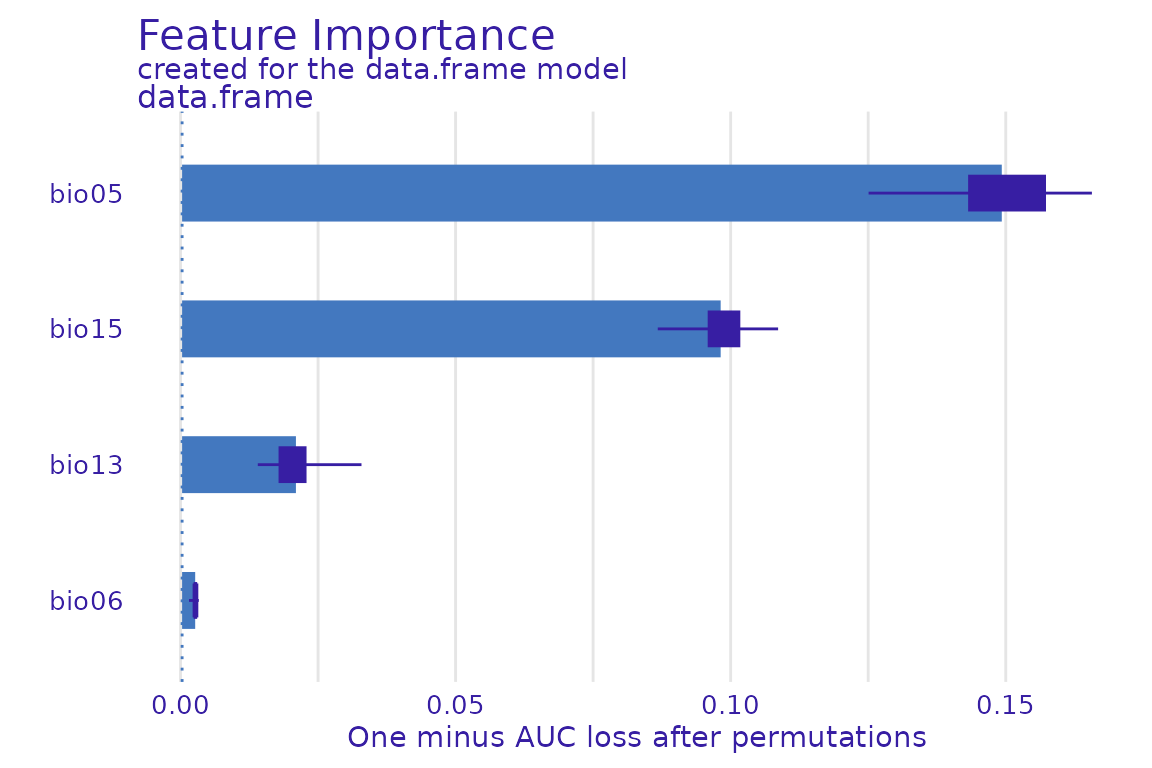 Feature Importance
created for the data.frame model
data.frame
bio05
bio15
bio13
bio06
0.00 0.05 0.10 0.15
One minus AUC loss after permutations